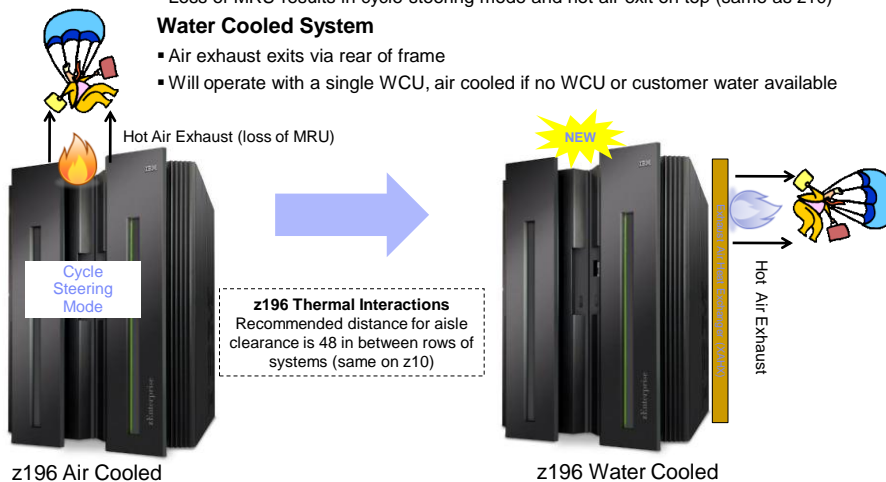 Loss of MRU results in cycle steering mode and hot air exit on top (same as z10)
Water Cooled System
▪ Air exhaust exits via rear of frame
▪ Will operate with a single WCU, air cooled if no WCU or customer water available
Hot Air Exhaust (loss of MRU)
NEW
IBM
IBM
Cycle
Steering
Mode
z196 Thermal Interactions
Recommended distance for aisle
clearance is 48 in between rows of
systems (same on z10)
Hot Air Exhaust
zEnterprise
zEnterprise
z196 Air Cooled
z196 Water Cooled